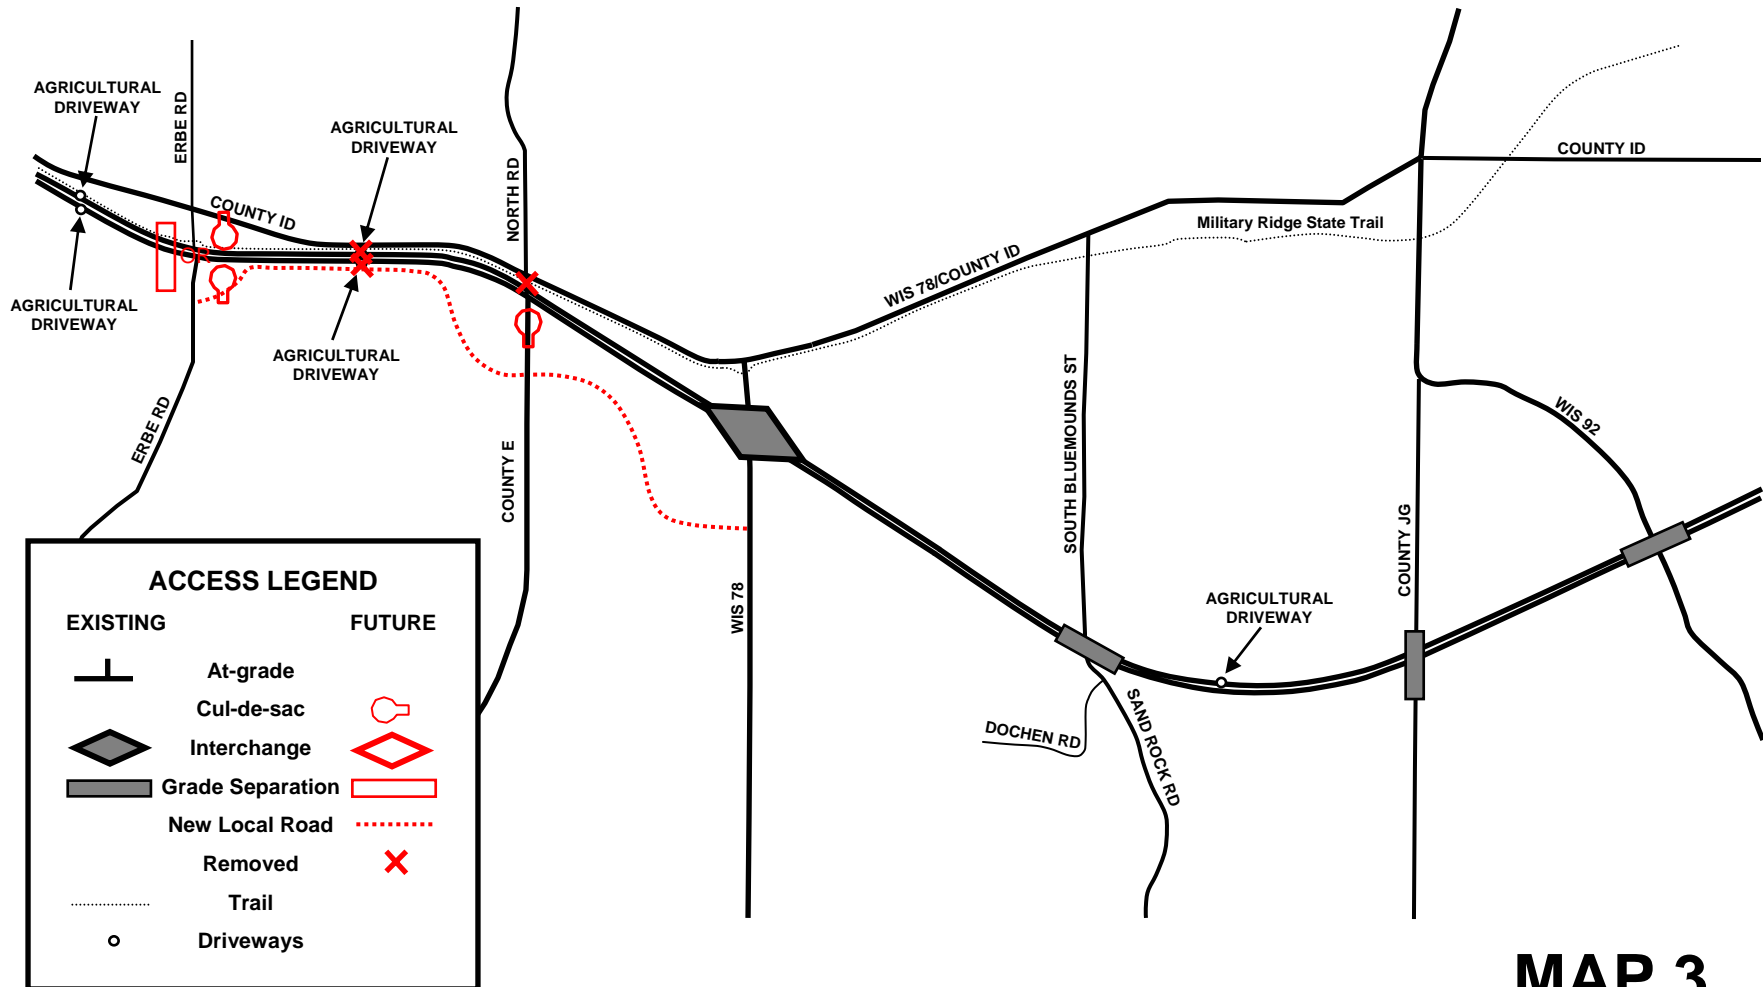 AGRICULTURAL
DRIVEWAY
ERBE RD
AGRICULTURAL
DRIVEWAY
NORTH RD
COUNTY ID
COUNTY ID
Military Ridge State Trail
WIS 78/COUNTY ID
OR
AGRICULTURAL
DRIVEWAY
AGRICULTURAL
DRIVEWAY
ERBE RD
COUNTY E
SOUTH BLUEMOUNDS ST
WIS 92
COUNTY JG
WIS 78
AGRICULTURAL
DRIVEWAY
DOCHEN RD
SAND ROCK RD
ACCESS LEGEND
EXISTING FUTURE
At-grade
Cul-de-sac
Interchange
Grade Separation
New Local Road
Removed
Trail
Driveways
MAP 3